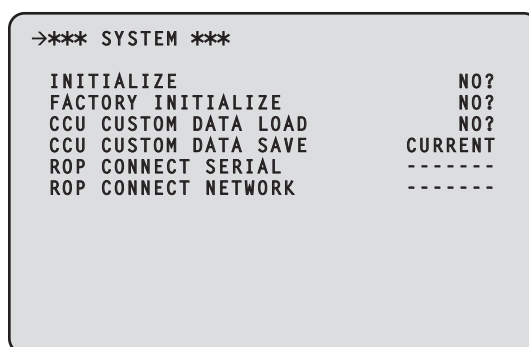 →*** SYSTEM ***
INITIALIZE NO?
FACTORY INITIALIZE NO?
CCU CUSTOM DATA LOAD NO?
CCU CUSTOM DATA SAVE CURRENT
ROP CONNECT SERIAL -------
ROP CONNECT NETWORK -------